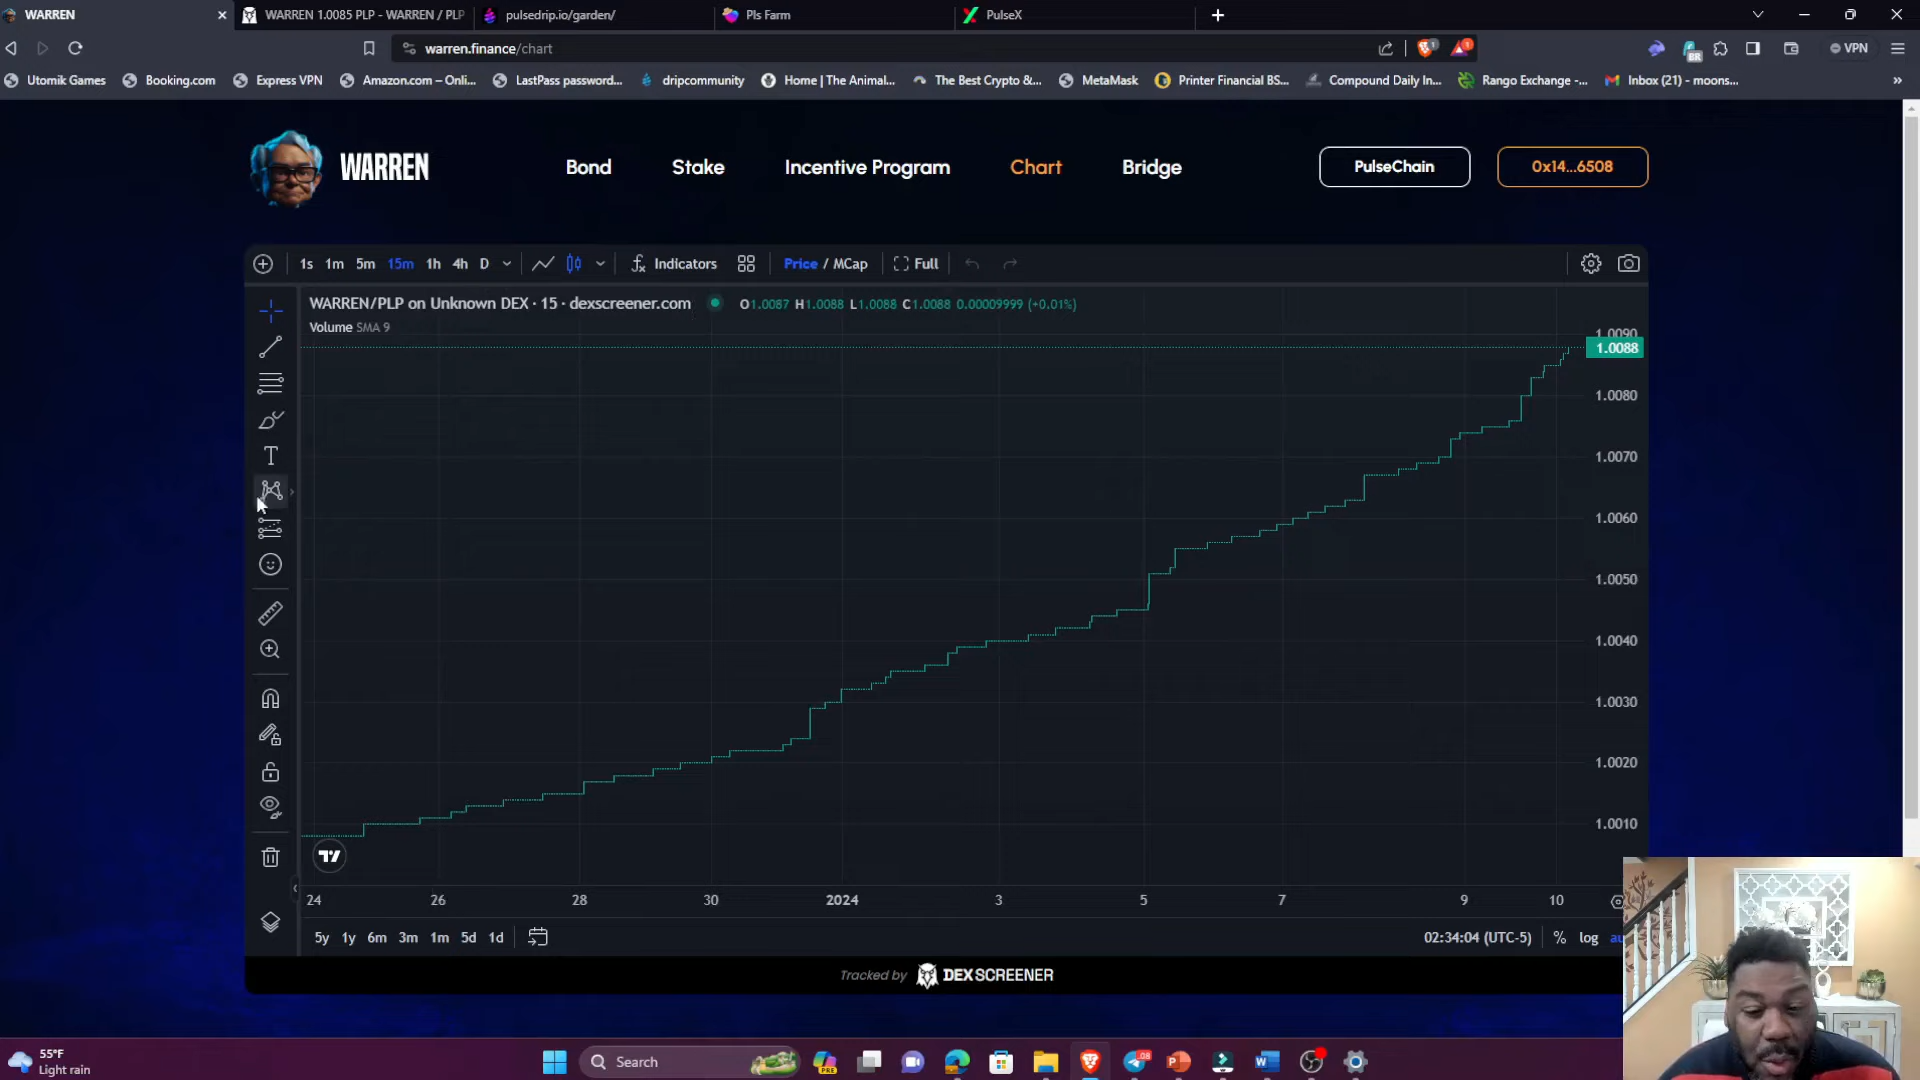 WARREN
WARREN 1.0085 PLP - WARREN / PLP
pulsedrip.io/garden/
Pls Farm
PulseX
warren.finance/chart
VPN
Utomik Games
Booking.com
Express VPN
Amazon.com – Onli...
LastPass password...
dripcommunity
Home | The Animal...
The Best Crypto &...
MetaMask
Printer Financial BS...
Compound Daily In...
Rango Exchange -...
Inbox (21) - moons...
WARREN
Bond
Stake
Incentive Program
Chart
Bridge
PulseChain
0x14...6508
1s 1m 5m 15m 1h 4h D
Indicators
Price / MCap
Full
WARREN/PLP on Unknown DEX · 15 · dexscreener.com
O1.0087 H1.0088 L1.0088 C1.0088 0.00009999 (+0.01%)
Volume SMA 9
1.0090
1.0088
1.0080
1.0070
1.0060
1.0050
1.0040
1.0030
1.0020
1.0010
24 26 28 30 2024 3 5 7 9 10
5y 1y 6m 3m 1m 5d 1d
02:34:04 (UTC-5)
% log
Tracked by DEX SCREENER
55°F
Light rain
Search
PRE